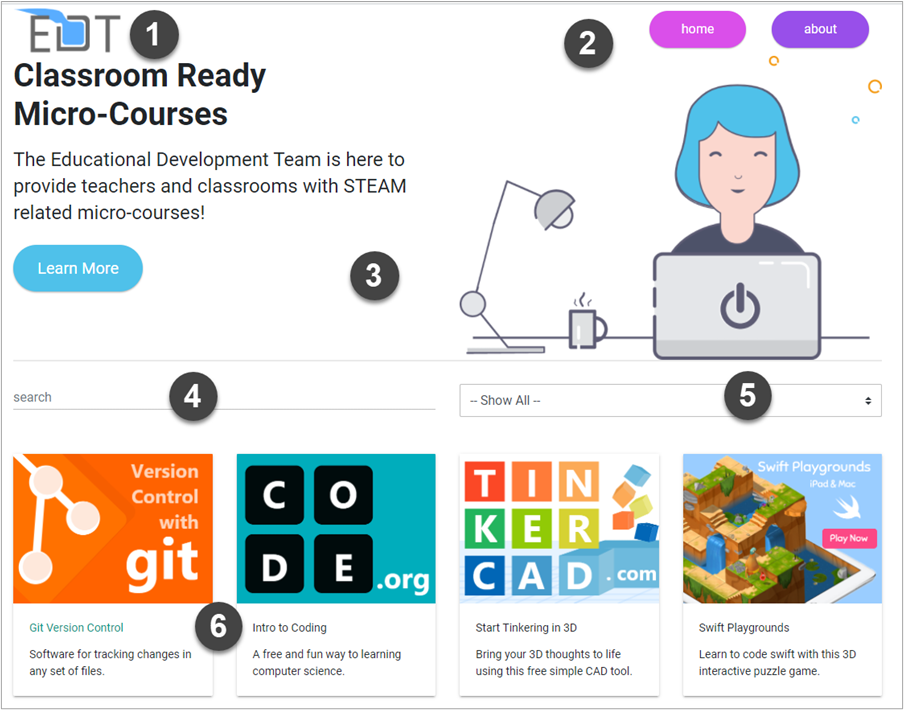 EDT
1
2
home
about
Classroom Ready
Micro-Courses
The Educational Development Team is here to
provide teachers and classrooms with STEAM
related micro-courses!
Learn More
3
search
4
-- Show All --
5
Version
Control
with
git
C O
D E .org
TIN
KER
CAD.com
Swift Playgrounds
iPad & Mac
Play Now
6
Git Version Control
Software for tracking changes in
any set of files.
Intro to Coding
A free and fun way to learning
computer science.
Start Tinkering in 3D
Bring your 3D thoughts to life
using this free simple CAD tool.
Swift Playgrounds
Learn to code swift with this 3D
interactive puzzle game.